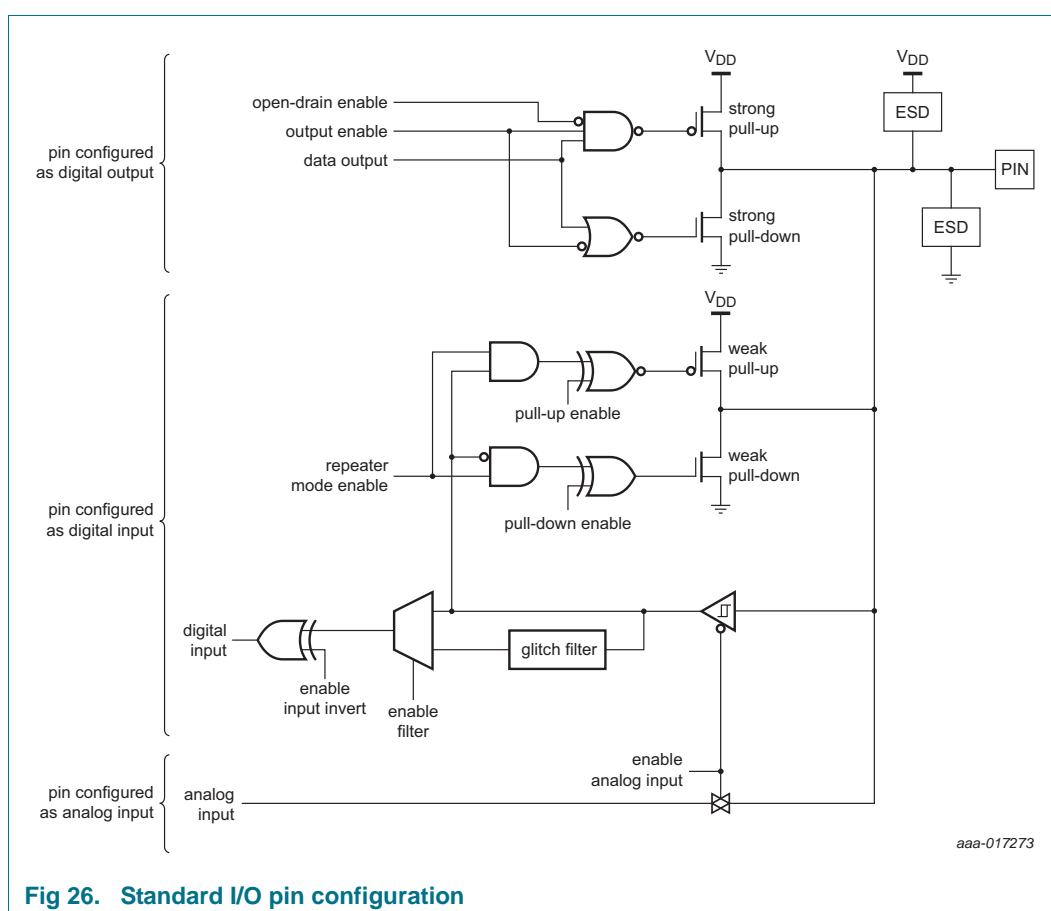 VDD
VDD
open-drain enable
strong
pull-up
ESD
output enable
pin configured
as digital output
data output
PIN
strong
pull-down
ESD
VDD
weak
pull-up
pull-up enable
repeater
mode enable
weak
pull-down
pin configured
as digital input
pull-down enable
digital
input
glitch filter
enable
input invert
enable
filter
enable
analog input
pin configured
as analog input
analog
input
aaa-017273
Fig 26. Standard I/O pin configuration